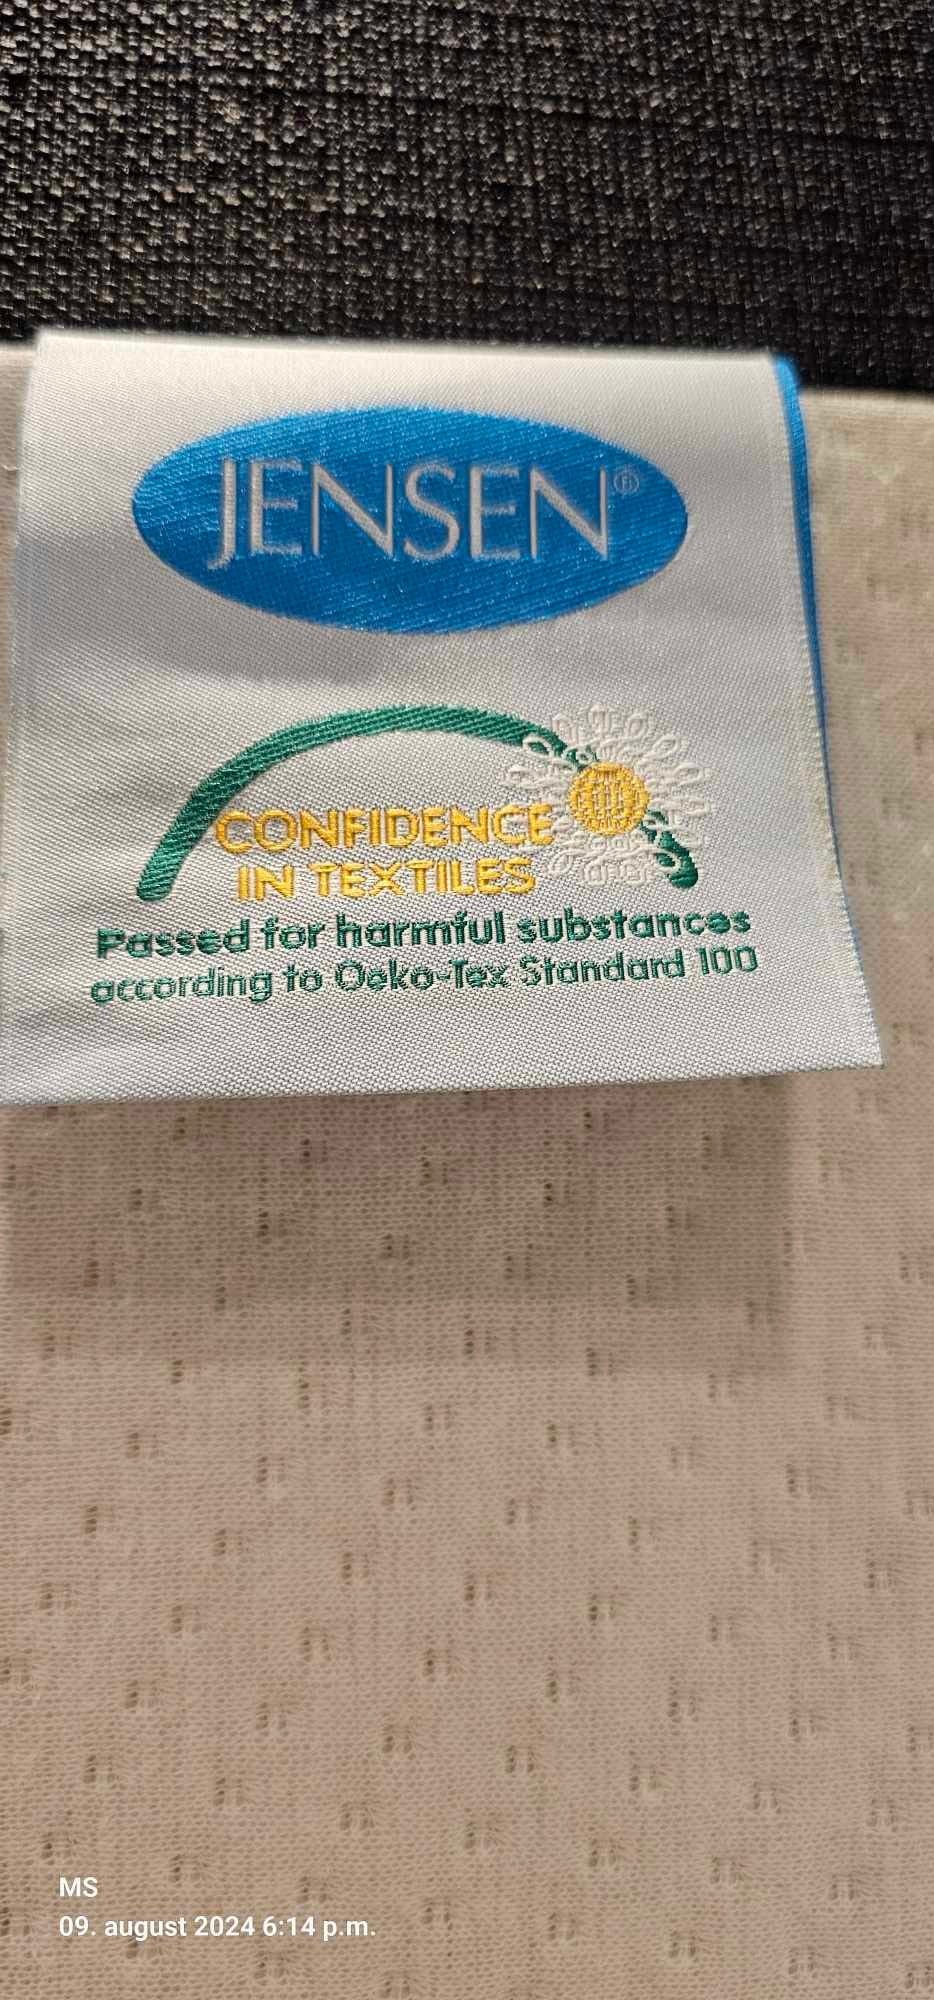 JENSEN®
CONFIDENCE
IN TEXTILES
Passed for harmful substances
according to Oeko-Tex Standard 100
MS
09. august 2024 6:14 p.m.